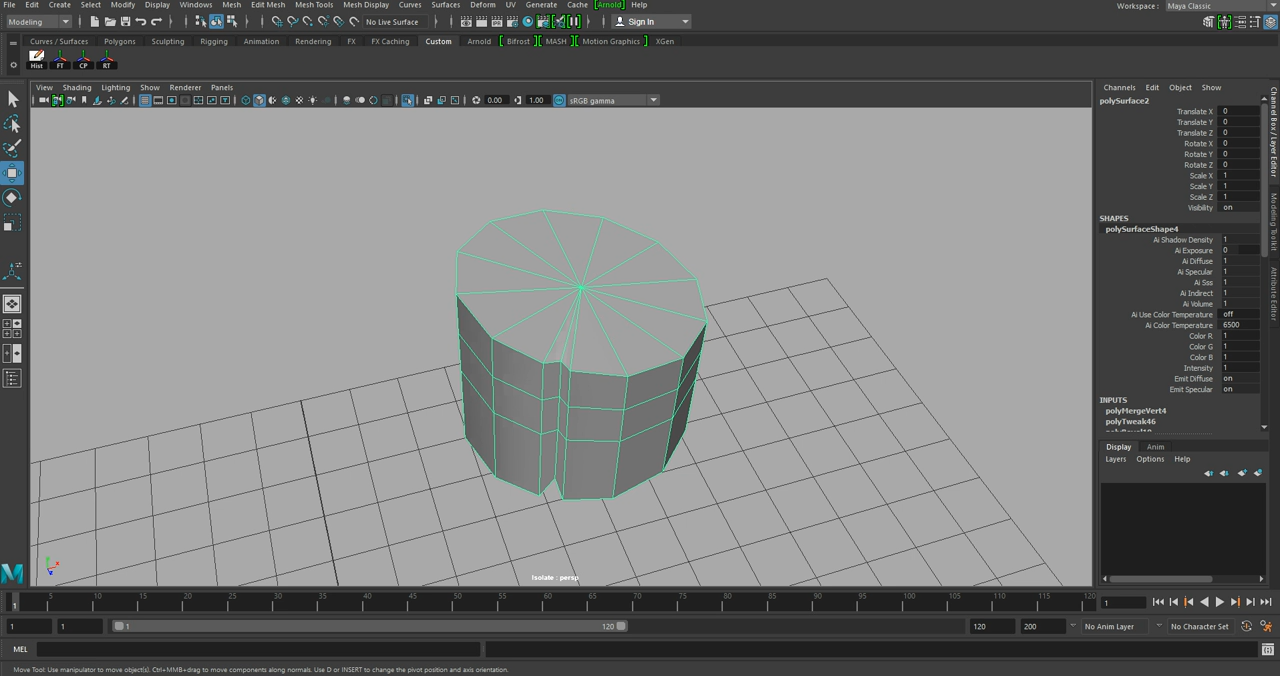 File Edit Create Select Modify Display Windows Mesh Edit Mesh Mesh Tools Mesh Display Curves Surfaces Deform UV Generate Cache [Arnold] Help
Workspace : Maya Classic
Modeling No Live Surface Sign In
Curves / Surfaces Polygons Sculpting Rigging Animation Rendering FX FX Caching Custom Arnold Bifrost MASH Motion Graphics XGen
Hist FT CP RT
View Shading Lighting Show Renderer Panels
0.00 1.00 sRGB gamma
Channels Edit Object Show
polySurface2
Translate X 0
Translate Y 0
Translate Z 0
Rotate X 0
Rotate Y 0
Rotate Z 0
Scale X 1
Scale Y 1
Scale Z 1
Visibility on
SHAPES
polySurfaceShape4
Ai Shadow Density 1
Ai Exposure 0
Ai Diffuse 1
Ai Specular 1
Ai Sss 1
Ai Indirect 1
Ai Volume 1
Ai Use Color Temperature off
Ai Color Temperature 6500
Color R 1
Color G 1
Color B 1
Intensity 1
Emit Diffuse on
Emit Specular on
INPUTS
polyMergeVert4
polyTweak46
Channel Box / Layer Editor
Modeling Toolkit
Attribute Editor
Display Anim
Layers Options Help
Isolate : persp
1 5 10 15 20 25 30 35 40 45 50 55 60 65 70 75 80 85 90 95 100 105 110 115 120
1
1 1 1 120 120 200 No Anim Layer No Character Set
MEL
Move Tool: Use manipulator to move object(s). Ctrl+MMB+drag to move components along normals. Use D or INSERT to change the pivot position and axis orientation.